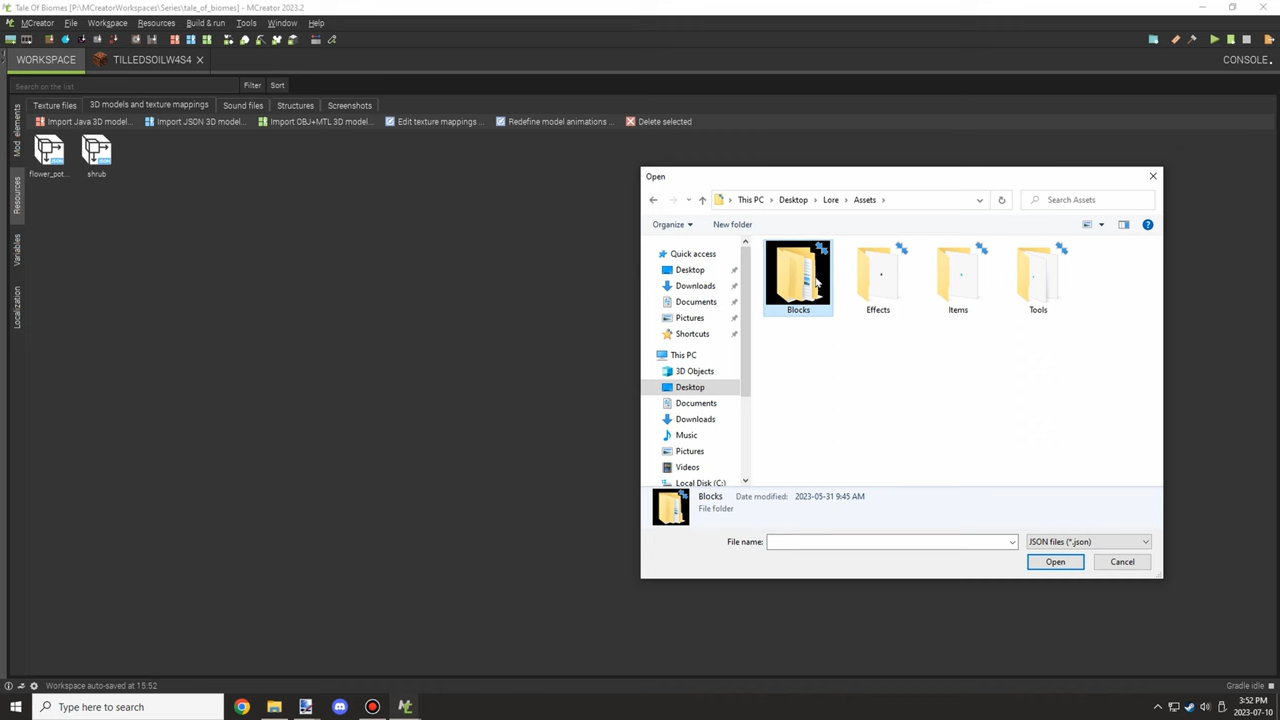 Tale Of Biomes [P:\MCreatorWorkspaces\Series\tale_of_biomes] - MCreator 2023.2
MCreator File Workspace Resources Build & run Tools Window Help
WORKSPACE TILLEDSOILW4S4 CONSOLE
Search on the list Filter Sort
Texture files 3D models and texture mappings Sound files Structures Screenshots
Import Java 3D model... Import JSON 3D model... Import OBJ+MTL 3D model... Edit texture mappings ... Redefine model animations ... Delete selected
Mod elements
Resources
Variables
Localization
flower_pot... shrub
Open
This PC Desktop Lore Assets Search Assets
Organize New folder
Quick access
Desktop
Downloads
Documents
Pictures
Shortcuts
This PC
3D Objects
Desktop
Documents
Downloads
Music
Pictures
Videos
Local Disk (C:)
Blocks Effects Items Tools
Blocks Date modified: 2023-05-31 9:45 AM
File folder
File name: JSON files (*.json)
Open Cancel
Workspace auto-saved at 15:52 Gradle idle
Type here to search
3:52 PM
2023-07-10